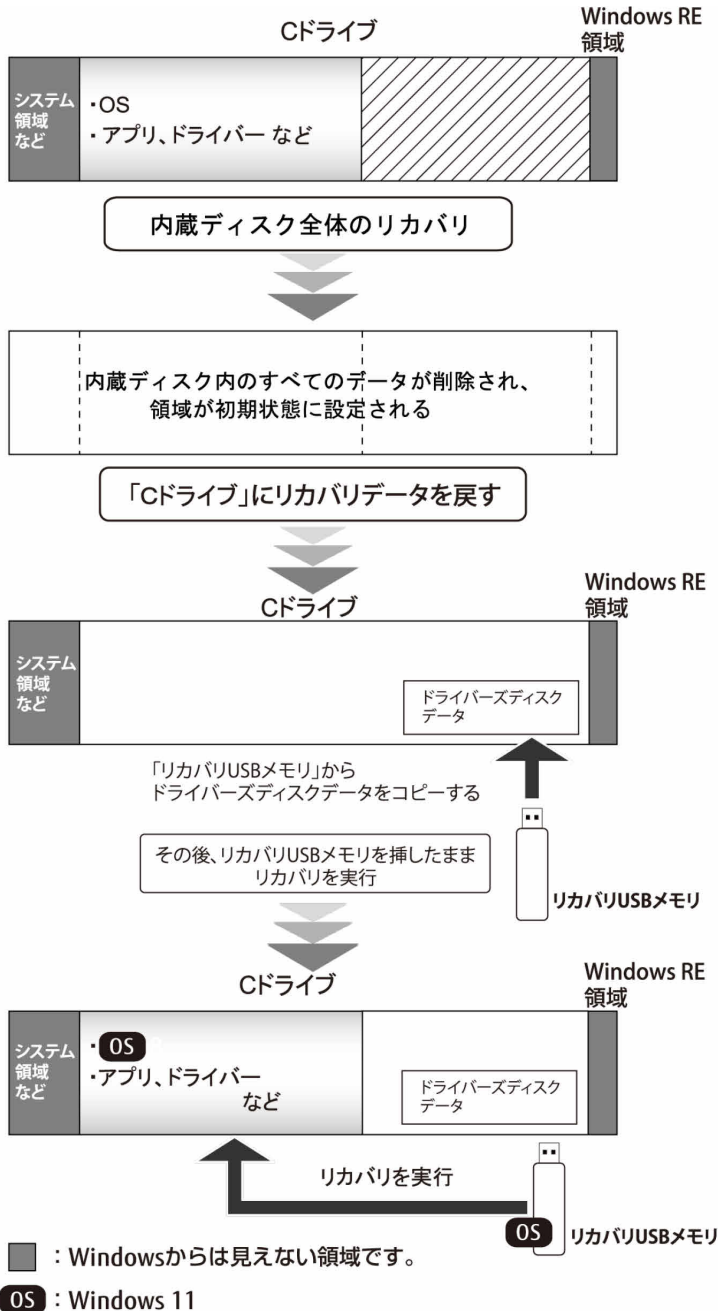 Cドライブ
Windows RE
領域
システム
領域
など
・OS
・アプリ、ドライバー など
内蔵ディスク全体のリカバリ
内蔵ディスク内のすべてのデータが削除され、
領域が初期状態に設定される
「Cドライブ」にリカバリデータを戻す
Cドライブ
Windows RE
領域
システム
領域
など
ドライバーズディスク
データ
「リカバリUSBメモリ」から
ドライバーズディスクデータをコピーする
その後、リカバリUSBメモリを挿したまま
リカバリを実行
リカバリUSBメモリ
Cドライブ
Windows RE
領域
システム
領域
など
・OS
・アプリ、ドライバー
など
ドライバーズディスク
データ
リカバリを実行
OS
リカバリUSBメモリ
：Windowsからは見えない領域です。
OS：Windows 11